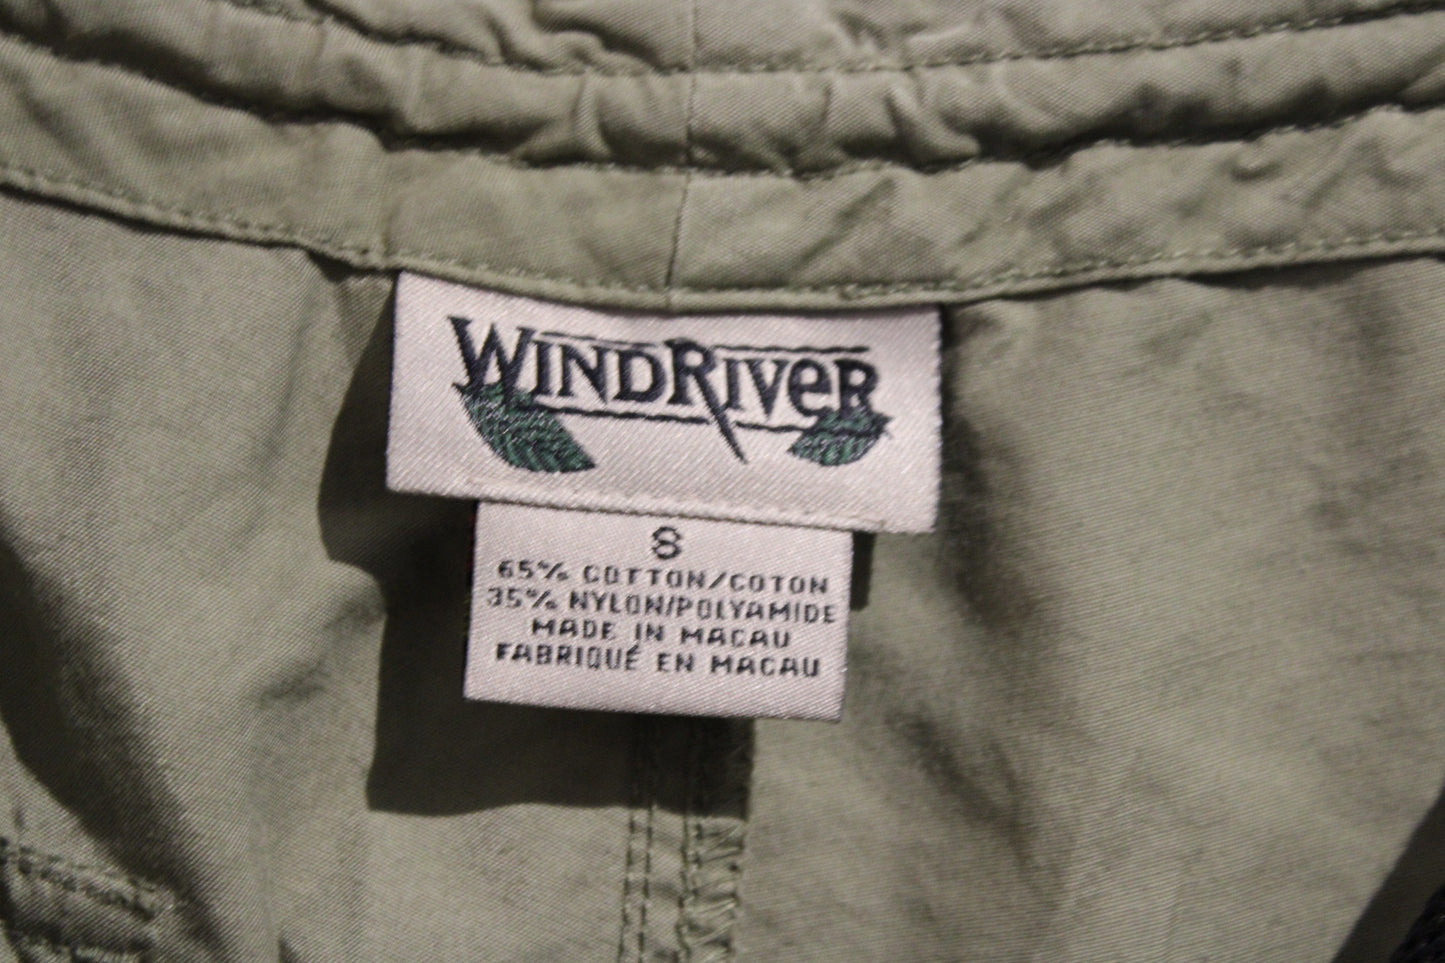 WINDRIVER
8
65% COTTON/COTON
35% NYLON/POLYAMIDE
MADE IN MACAU
FABRIQUÉ EN MACAU